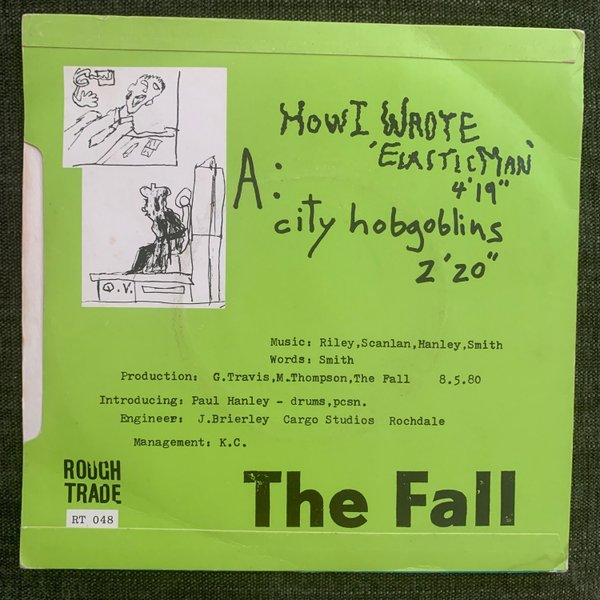 HOW I WROTE
'ELASTIC MAN'
4'19"
A:
city hobgoblins
2'20"
Q.V.
Music: Riley,Scanlan,Hanley,Smith
Words: Smith
Production: G.Travis,M.Thompson,The Fall 8.5.80
Introducing: Paul Hanley - drums,pcsn.
Engineer: J.Brierley Cargo Studios Rochdale
Management: K.C.
ROUGH
TRADE
RT 048
The Fall